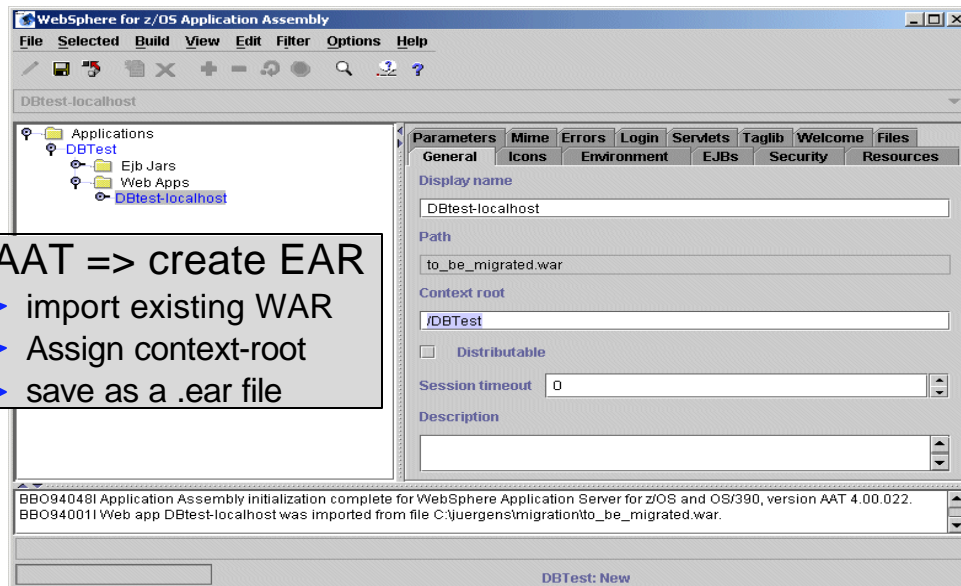 WebSphere for z/OS Application Assembly
File Selected Build View Edit Filter Options Help
DBtest-localhost
Applications
DBTest
Ejb Jars
Web Apps
DBtest-localhost
AAT => create EAR
import existing WAR
Assign context-root
save as a .ear file
Parameters Mime Errors Login Servlets Taglib Welcome Files
General Icons Environment EJBs Security Resources
Display name
DBtest-localhost
Path
to_be_migrated.war
Context root
/DBTest
Distributable
Session timeout 0
Description
BBO94048I Application Assembly initialization complete for WebSphere Application Server for z/OS and OS/390, version AAT 4.00.022.
BBO94001I Web app DBtest-localhost was imported from file C:\juergens\migration\to_be_migrated.war.
DBTest: New